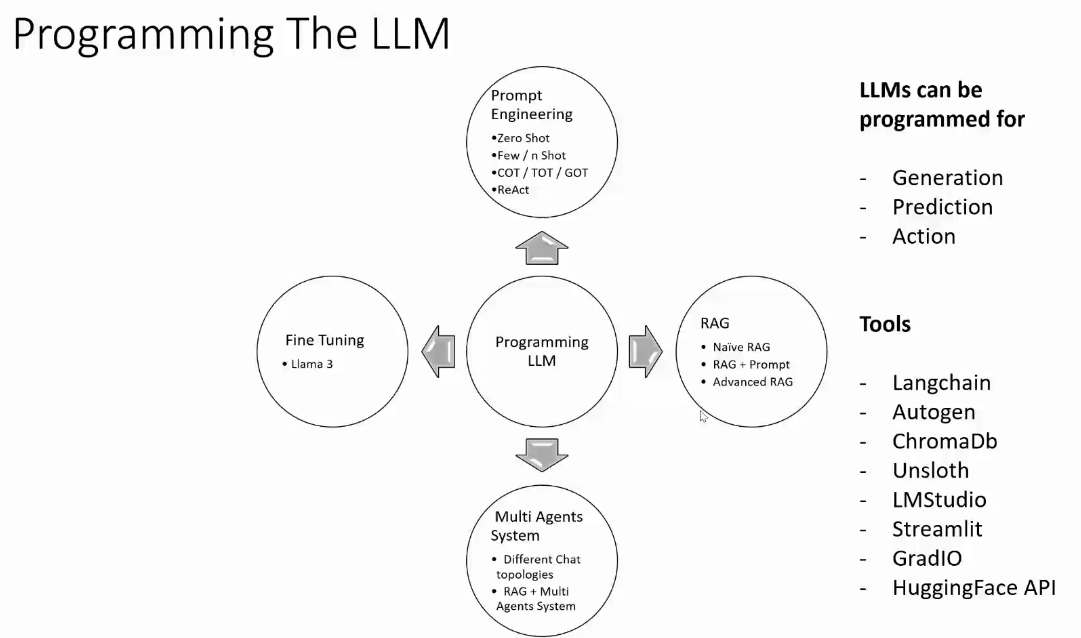 Programming The LLM
Prompt
Engineering
•Zero Shot
•Few / n Shot
•COT / TOT / GOT
•ReAct
Fine Tuning
• Llama 3
Programming
LLM
RAG
• Naïve RAG
• RAG + Prompt
• Advanced RAG
Multi Agents
System
• Different Chat
topologies
• RAG + Multi
Agents System
LLMs can be
programmed for
- Generation
- Prediction
- Action
Tools
- Langchain
- Autogen
- ChromaDb
- Unsloth
- LMStudio
- Streamlit
- GradIO
- HuggingFace API